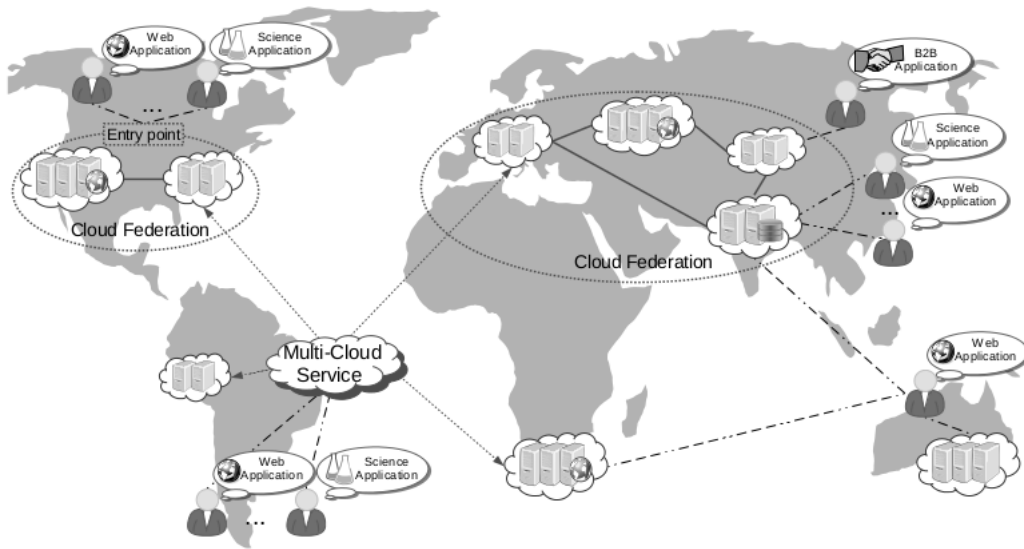 Web
Application
Science
Application
...
Entry point
Cloud Federation
B2B
Application
Science
Application
Web
Application
...
Cloud Federation
Multi-Cloud
Service
Web
Application
Web
Application
Science
Application
...